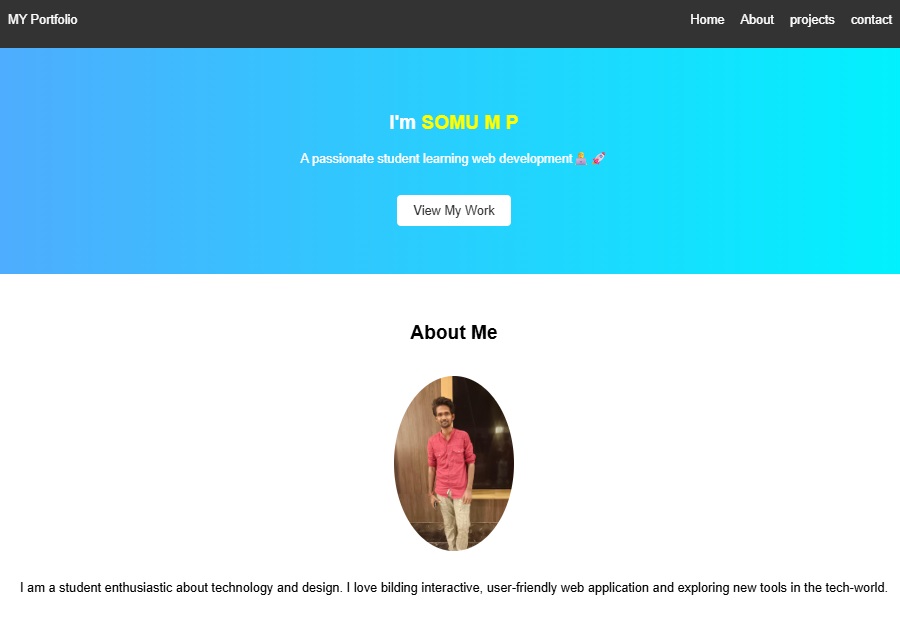 MY Portfolio Home About projects contact
I'm SOMU M P
A passionate student learning web development
View My Work
About Me
I am a student enthusiastic about technology and design. I love bilding interactive, user-friendly web application and exploring new tools in the tech-world.